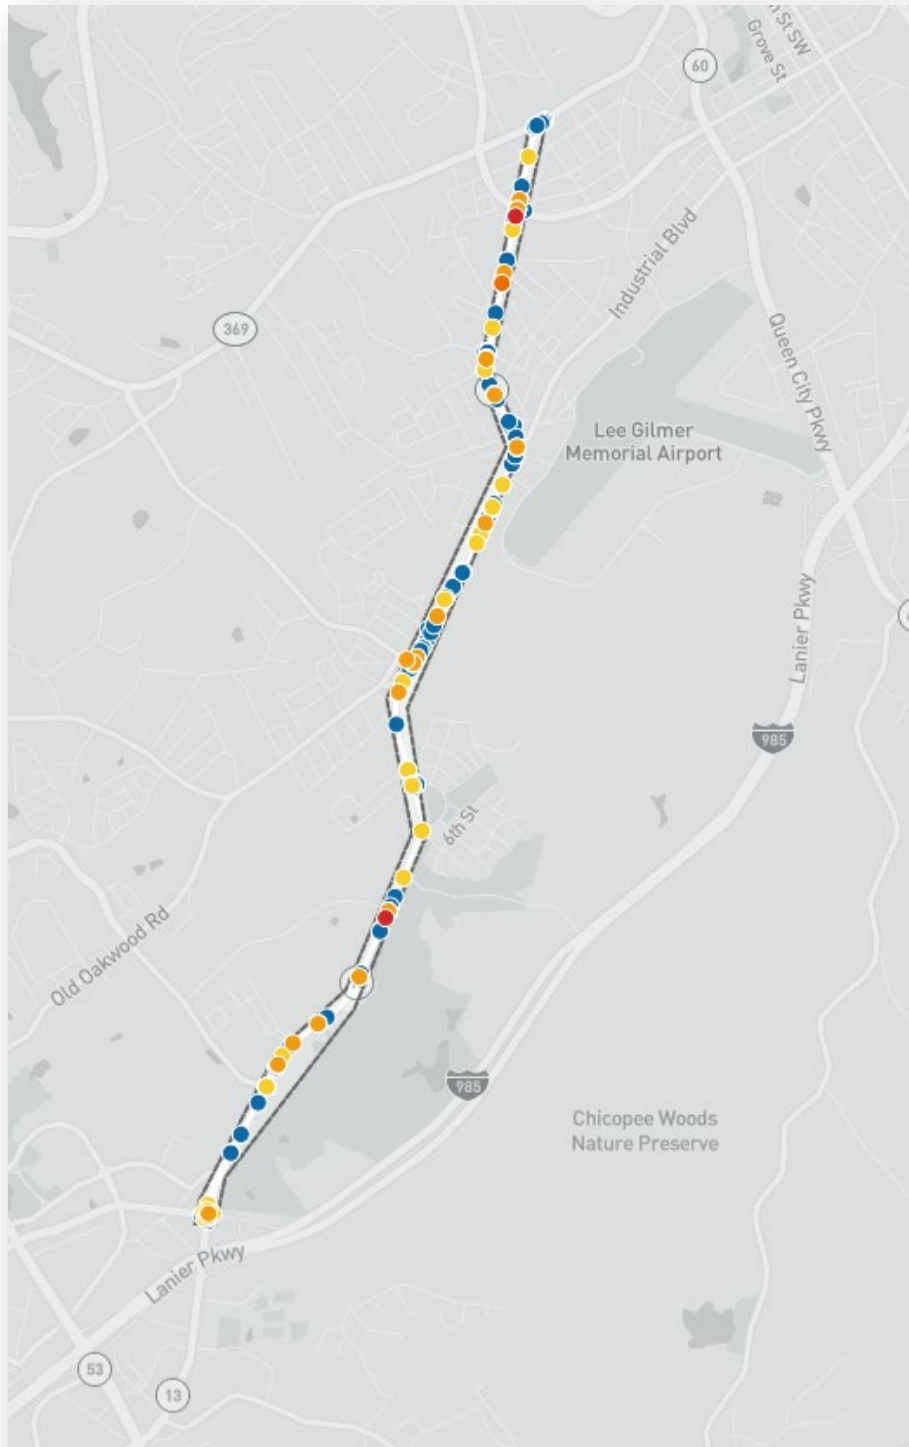 St SW
Grove St
60
Industrial Blvd
369
Queen City Pkwy
Lee Gilmer
Memorial Airport
Lanier Pkwy
985
6th St
Old Oakwood Rd
985
Chicopee Woods
Nature Preserve
Lanier Pkwy
53
13